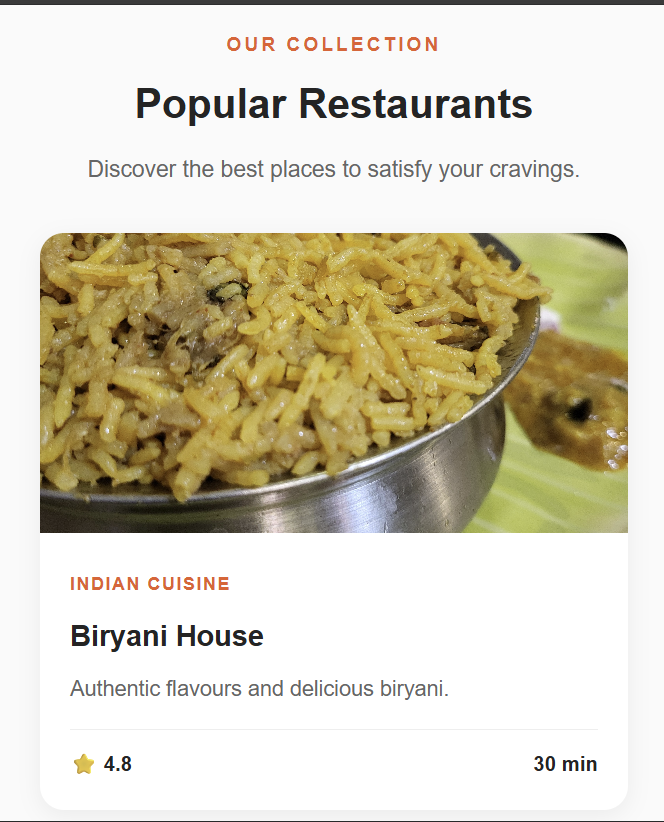 OUR COLLECTION
Popular Restaurants
Discover the best places to satisfy your cravings.
INDIAN CUISINE
Biryani House
Authentic flavours and delicious biryani.
⭐ 4.8
30 min